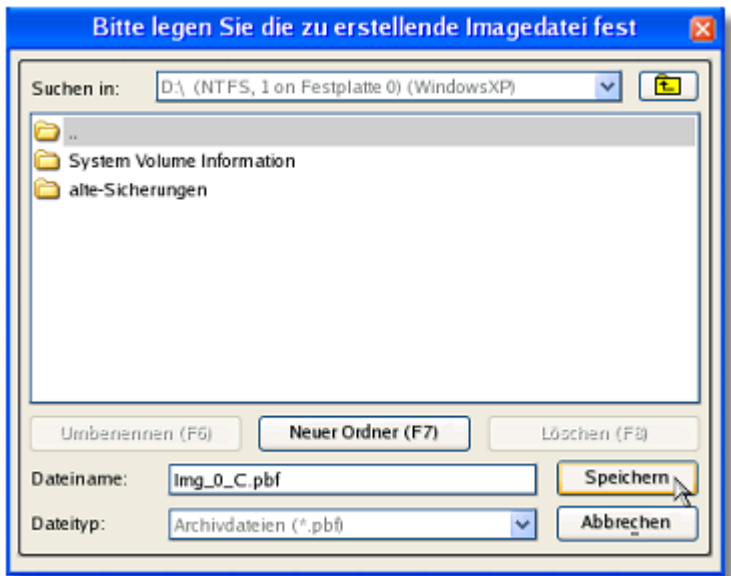 Bitte legen Sie die zu erstellende Imagedatei fest
Suchen in: D:\ (NTFS, 1 on Festplatte 0) (WindowsXP)
..
System Volume Information
alte-Sicherungen
Umbenennen (F6) Neuer Ordner (F7) Löschen (F8)
Dateiname: Img_0_C.pbf Speichern
Dateityp: Archivdateien (*.pbf) Abbrechen